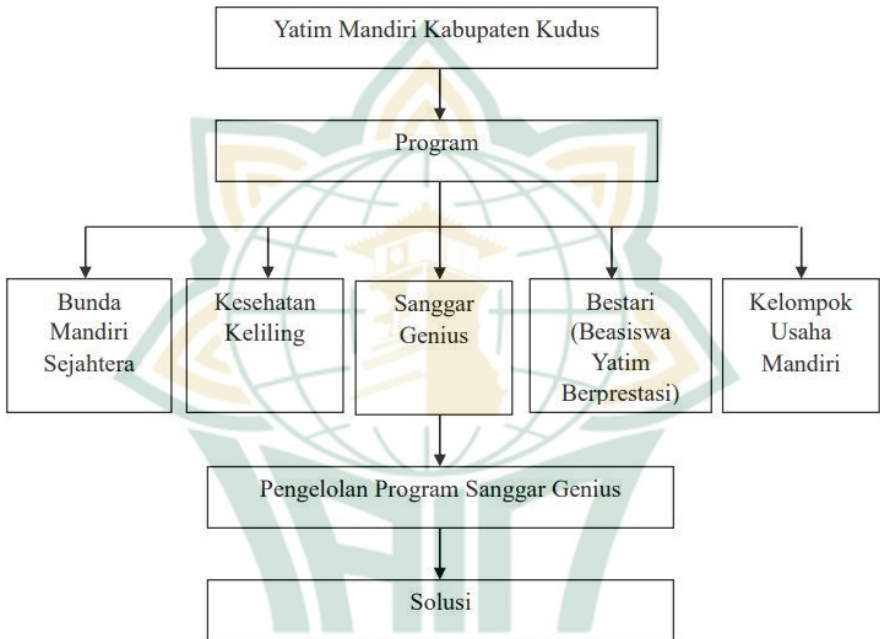 Yatim Mandiri Kabupaten Kudus
Program
Bunda
Mandiri
Sejahtera
Kesehatan
Keliling
Sanggar
Genius
Bestari
(Beasiswa
Yatim
Berprestasi)
Kelompok
Usaha
Mandiri
Pengelolan Program Sanggar Genius
Solusi